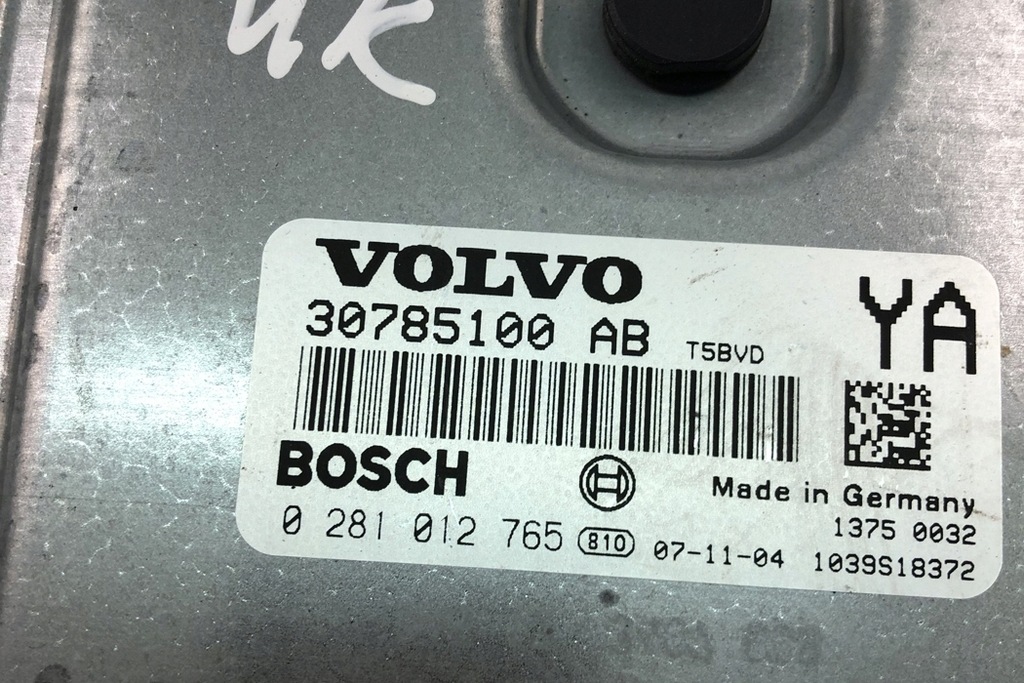 UK
VOLVO
30785100 AB T5BVD
YA
BOSCH
Made in Germany
1375 0032
0 281 012 765 810 07-11-04 1039S18372